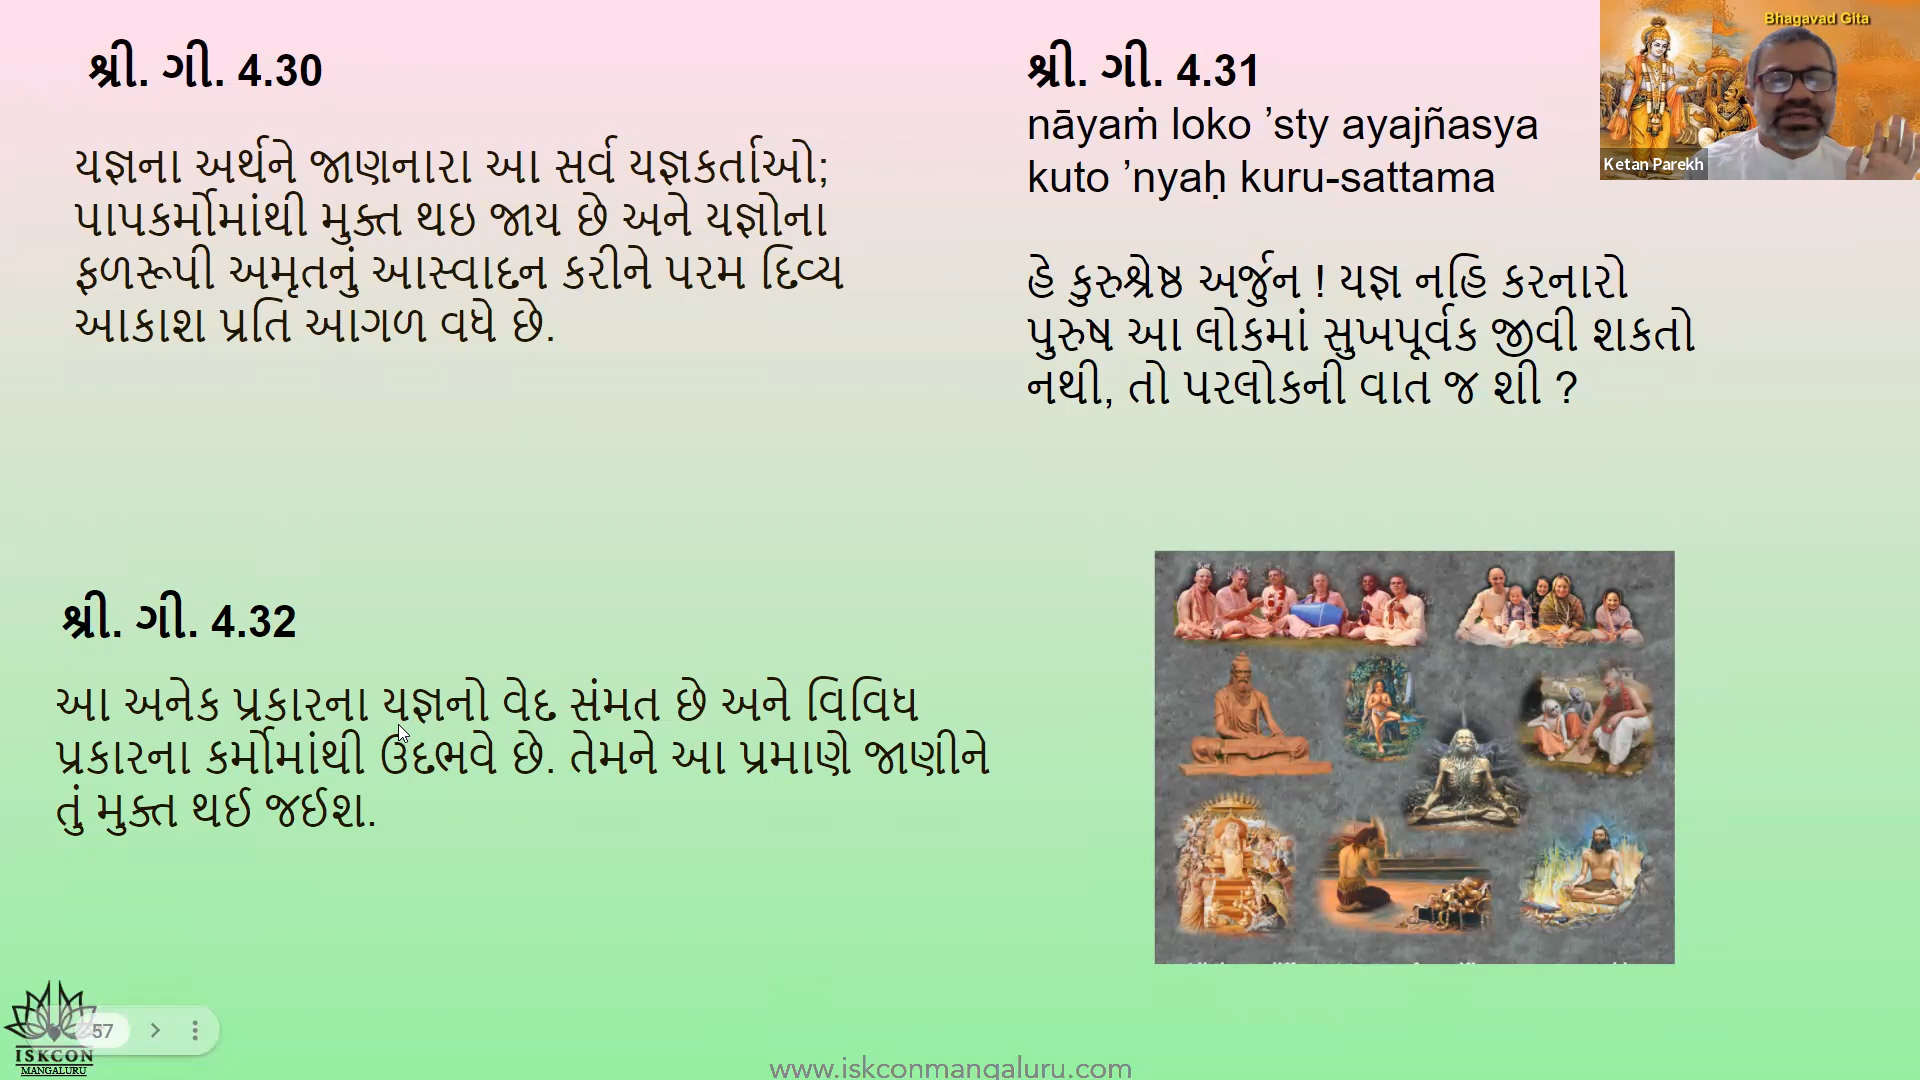 શ્રી. ગી. 4.30
યજ્ઞના અર્થને જાણનારા આ સર્વ યજ્ઞકર્તાઓ;
પાપકર્મોમાંથી મુક્ત થઇ જાય છે અને યજ્ઞોના
ફળરૂપી અમૃતનું આસ્વાદન કરીને પરમ દિવ્ય
આકાશ પ્રતિ આગળ વધે છે.
શ્રી. ગી. 4.31
nāyaṁ loko ’sty ayajñasya
kuto ’nyaḥ kuru-sattama
હે કુરુશ્રેષ્ઠ અર્જુન ! યજ્ઞ નહિ કરનારો
પુરુષ આ લોકમાં સુખપૂર્વક જીવી શકતો
નથી, તો પરલોકની વાત જ શી ?
Bhagavad Gita
Ketan Parekh
શ્રી. ગી. 4.32
આ અનેક પ્રકારના યજ્ઞનો વેદ સંમત છે અને વિવિધ
પ્રકારના કર્મોમાંથી ઉદભવે છે. તેમને આ પ્રમાણે જાણીને
તું મુક્ત થઈ જઈશ.
57
ISKCON
MANGALURU
www.iskconmangaluru.com